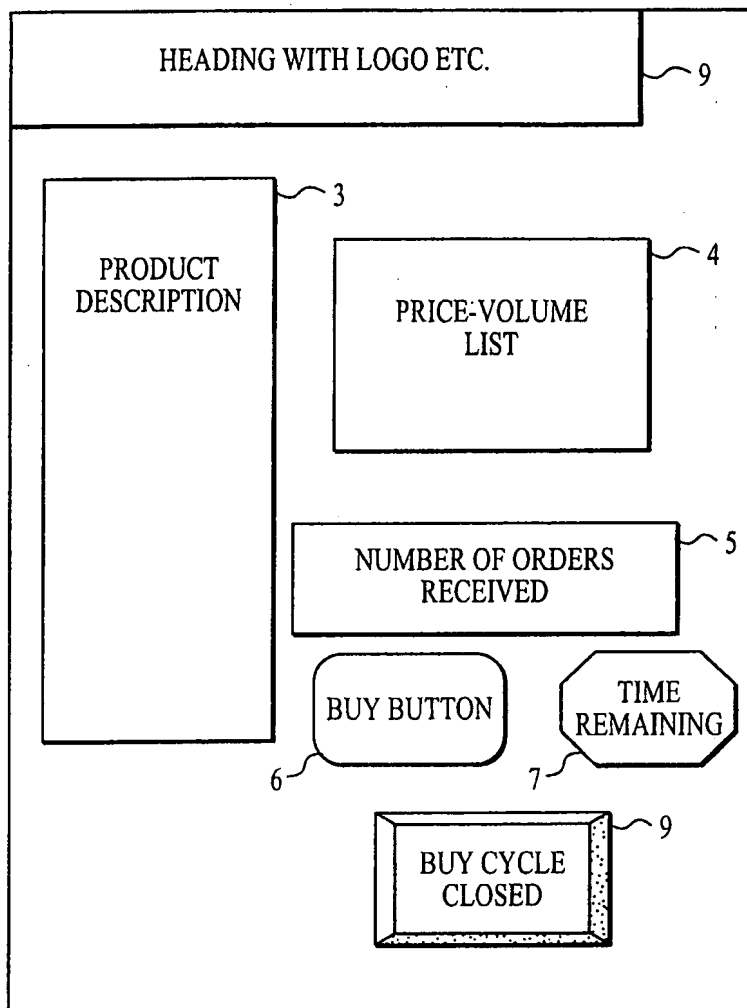 HEADING WITH LOGO ETC.
9
3
PRODUCT
DESCRIPTION
4
PRICE-VOLUME
LIST
5
NUMBER OF ORDERS
RECEIVED
BUY BUTTON
6
TIME
REMAINING
7
9
BUY CYCLE
CLOSED